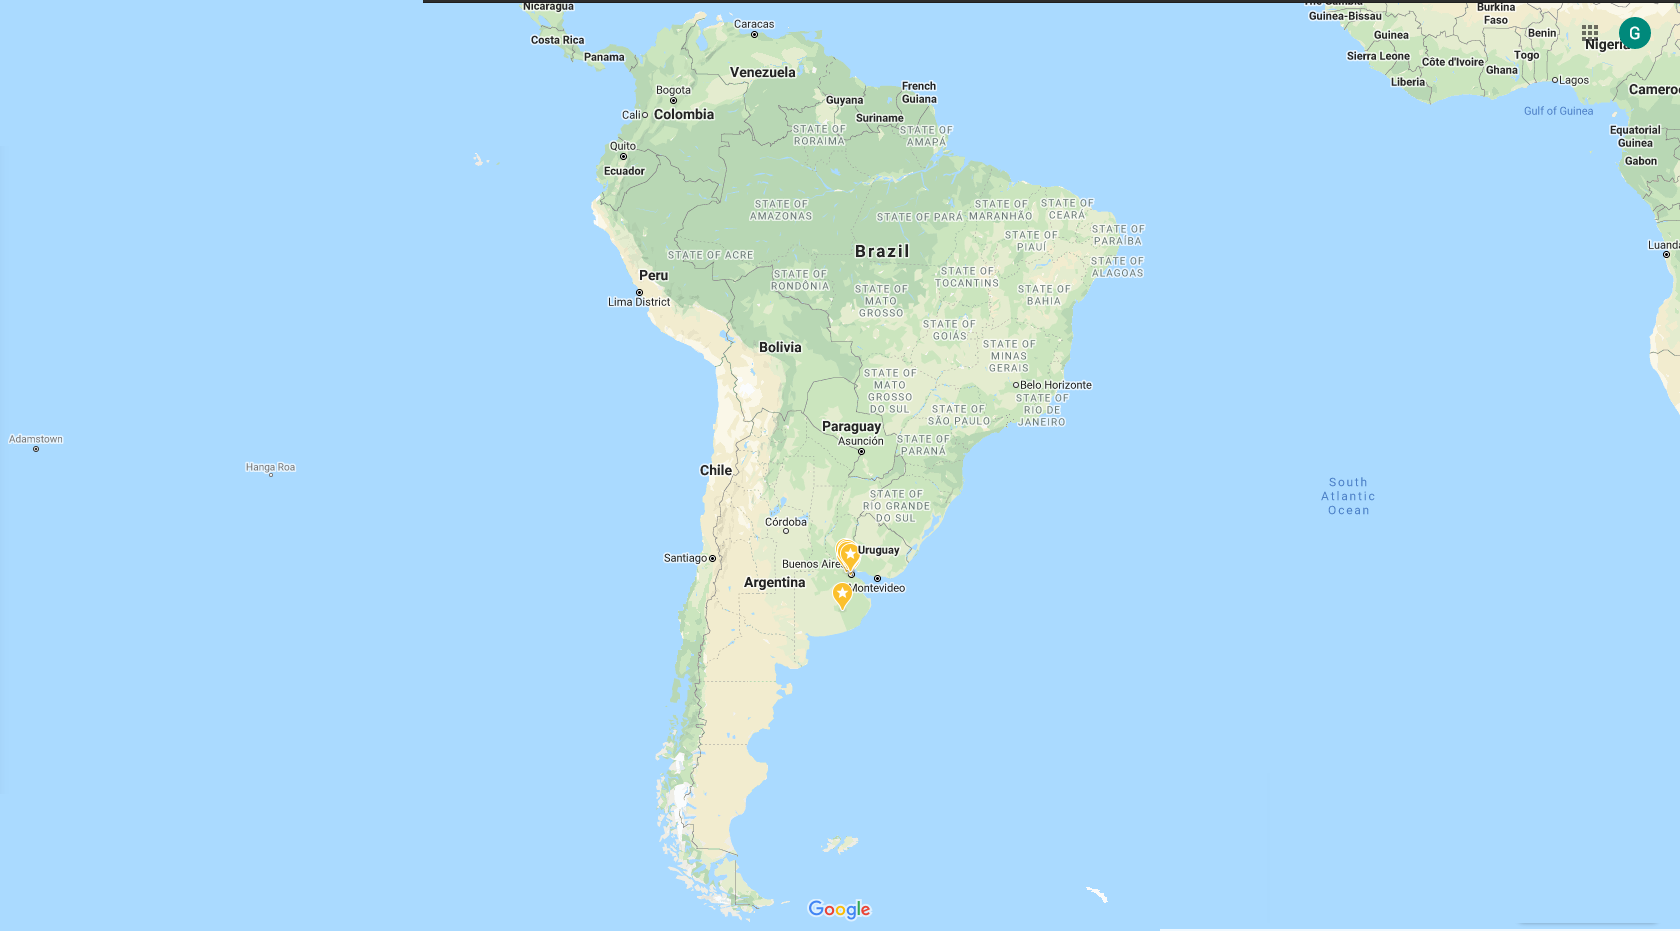 Nicaragua
Costa Rica
Panama
Caracas
Venezuela
Bogota
Cali
Colombia
Guyana
French
Guiana
Suriname
STATE OF
RORAIMA
STATE OF
AMAPÁ
Quito
Ecuador
STATE OF
AMAZONAS
STATE OF PARÁ
STATE OF
MARANHÃO
STATE OF
CEARÁ
STATE OF
PIAUÍ
STATE OF
PARAÍBA
STATE OF ACRE
Brazil
STATE OF
ALAGOAS
Peru
Lima District
STATE OF
RONDÔNIA
STATE OF
MATO
GROSSO
STATE OF
TOCANTINS
STATE OF
BAHIA
STATE OF
GOIÁS
Bolivia
STATE OF
MINAS
GERAIS
STATE OF
MATO
GROSSO
DO SUL
Belo Horizonte
STATE OF
RIO DE
JANEIRO
STATE OF
SÃO PAULO
Paraguay
Asunción
STATE OF
PARANÁ
Adamstown
Hanga Roa
Chile
STATE OF
RIO GRANDE
DO SUL
Córdoba
Santiago
Uruguay
Buenos Aire
Argentina
Montevideo
South
Atlantic
Ocean
The Gambia
Guinea-Bissau
Guinea
Sierra Leone
Liberia
Côte d'Ivoire
Burkina
Faso
Ghana
Togo
Benin
Nigeria
G
Lagos
Cameroo
Gulf of Guinea
Equatorial
Guinea
Gabon
Luanda
Google